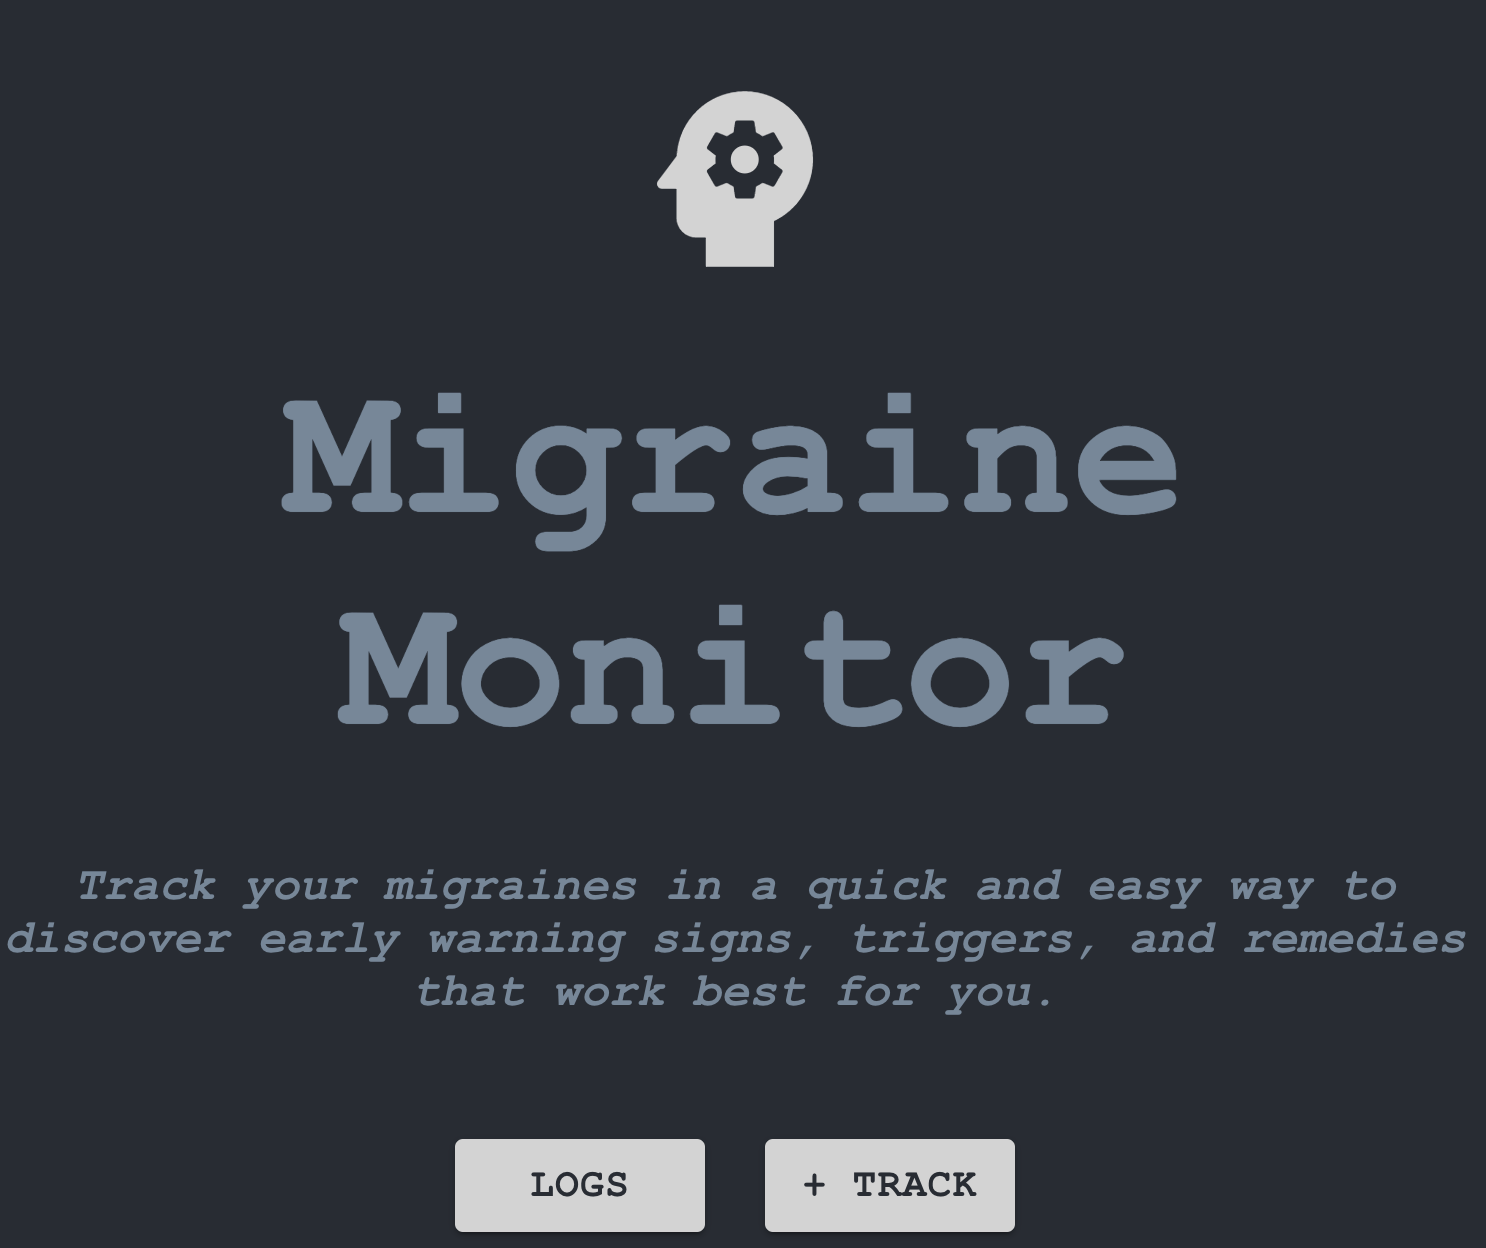 Migraine
Monitor
Track your migraines in a quick and easy way to
discover early warning signs, triggers, and remedies
that work best for you.
LOGS
+ TRACK